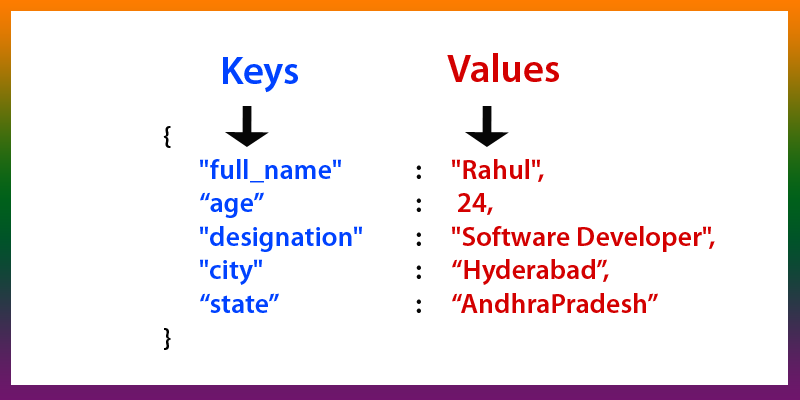 Keys Values
{
"full_name" : "Rahul",
“age” : 24,
"designation" : "Software Developer",
"city" : “Hyderabad”,
“state” : “AndhraPradesh”
}